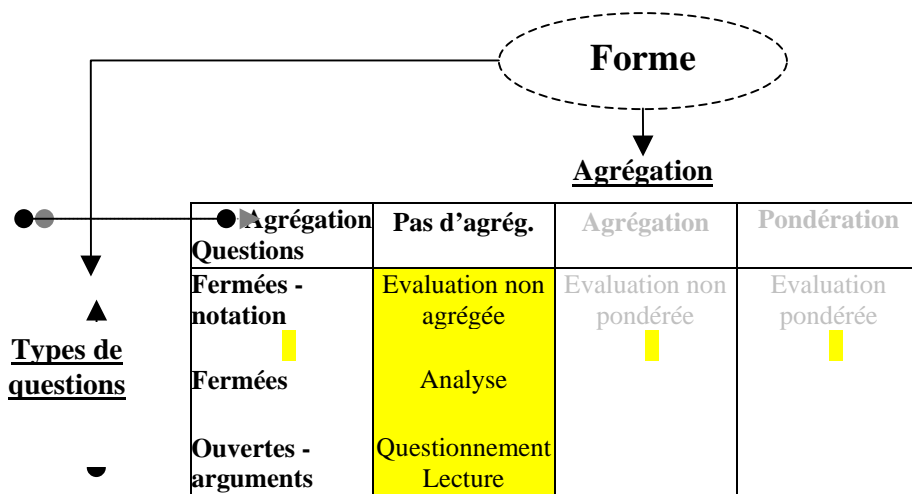 Forme
Agrégation
Agrégation
Questions
Pas d’agrég.
Agrégation
Pondération
Fermées -
notation
Evaluation non
agrégée
Evaluation non
pondérée
Evaluation
pondérée
Types de
questions
Fermées
Analyse
Ouvertes -
arguments
Questionnement
Lecture